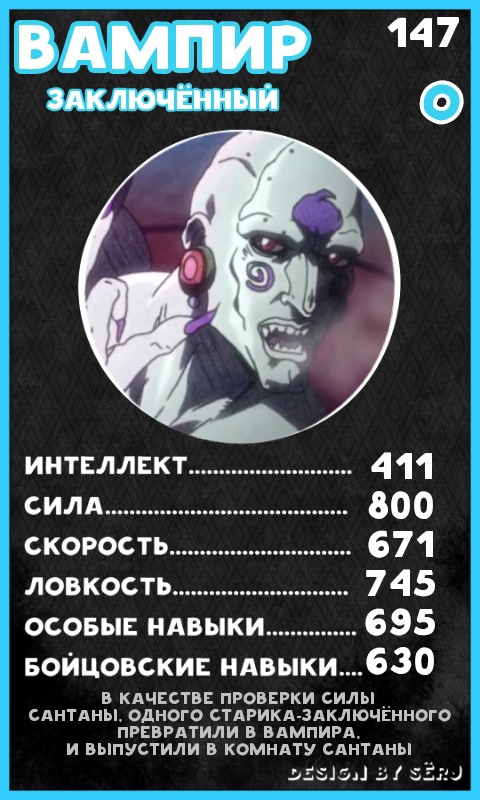 ВАМПИР
147
ЗАКЛЮЧЁННЫЙ
ИНТЕЛЛЕКТ.......................... 411
СИЛА....................................... 800
СКОРОСТЬ............................. 671
ЛОВКОСТЬ............................ 745
ОСОБЫЕ НАВЫКИ............... 695
БОЙЦОВСКИЕ НАВЫКИ.... 630
В КАЧЕСТВЕ ПРОВЕРКИ СИЛЫ
САНТАНЫ, ОДНОГО СТАРИКА-ЗАКЛЮЧЁННОГО
ПРЕВРАТИЛИ В ВАМПИРА,
И ВЫПУСТИЛИ В КОМНАТУ САНТАНЫ
DESIGN BY SЁRJ